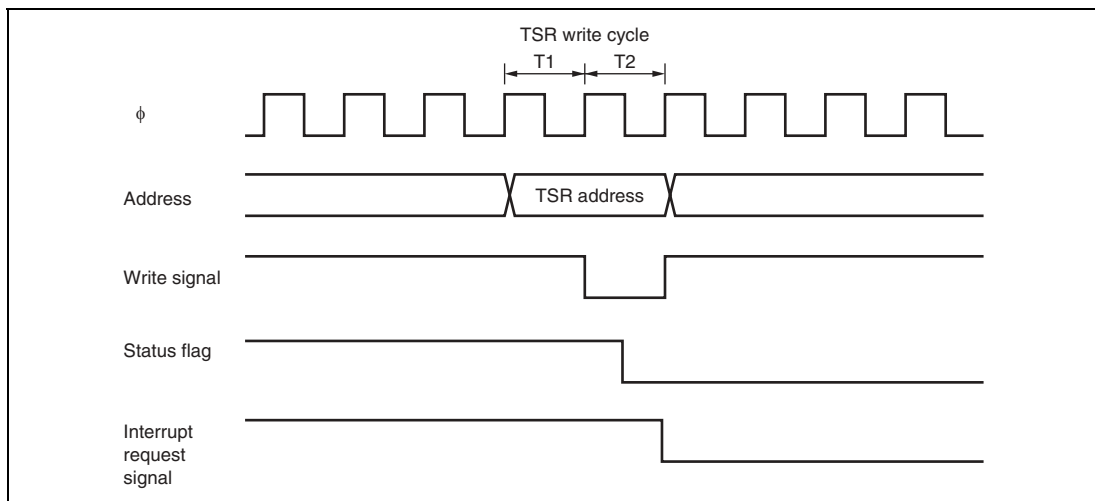 TSR write cycle
T1
T2
ϕ
Address
TSR address
Write signal
Status flag
Interrupt
request
signal